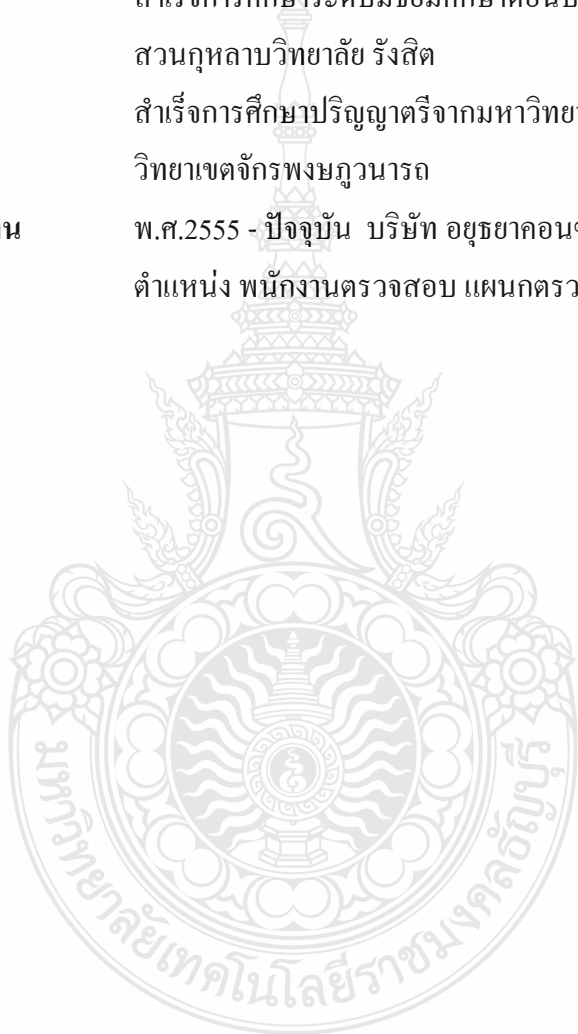 สวนกุหลาบวิทยาลัย รังสิต
สำเร็จการศึกษาปริญญาตรีจากมหาวิทยา
วิทยาเขตจักรพงษภูวนารถ
น พ.ศ.2555 - ปัจจุบัน บริษัท อยุธยาคอน
ตำแหน่ง พนักงานตรวจสอบ แผนกตรว
มหาวิทยาลัยเทคโนโลยีราชมงคลธัญบุรี